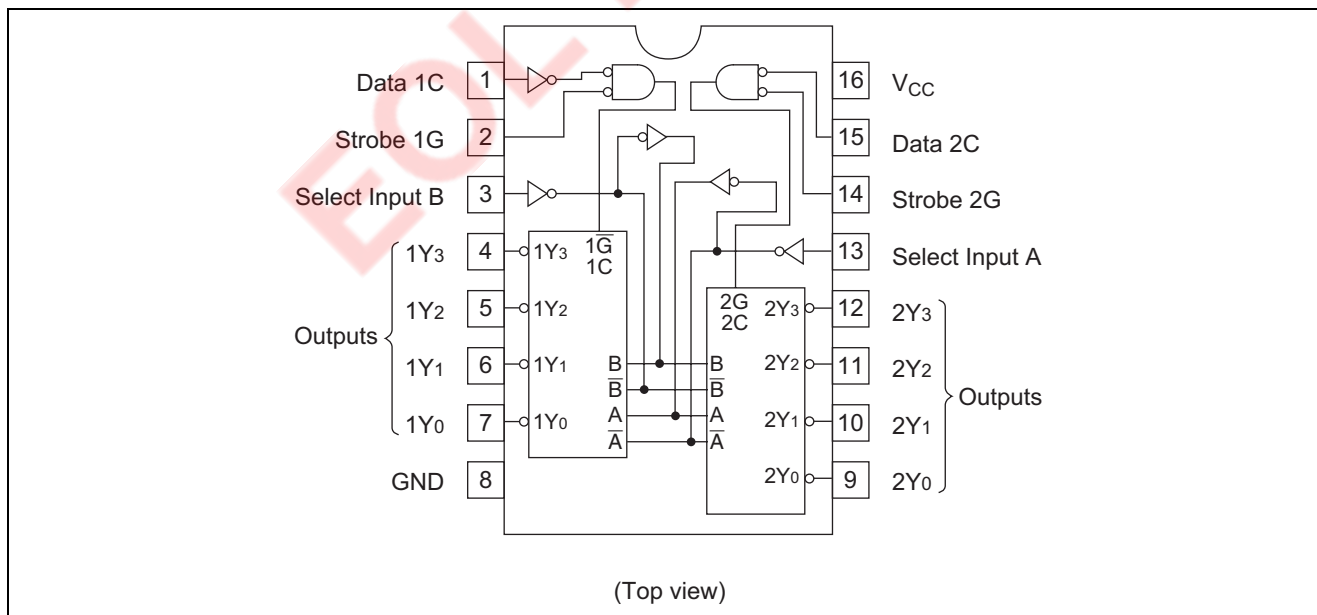 EOL
Data 1C 1 16 VCC
Strobe 1G 2 15 Data 2C
Select Input B 3 14 Strobe 2G
1Y3 4 1Y3 1G̅ 13 Select Input A
1C
1Y2 5 1Y2 2G 2Y3 12 2Y3
2C
Outputs
1Y1 6 1Y1 B B 2Y2 11 2Y2
B̅ B̅ Outputs
1Y0 7 1Y0 A A 2Y1 10 2Y1
A̅ A̅
GND 8 2Y0 9 2Y0
(Top view)